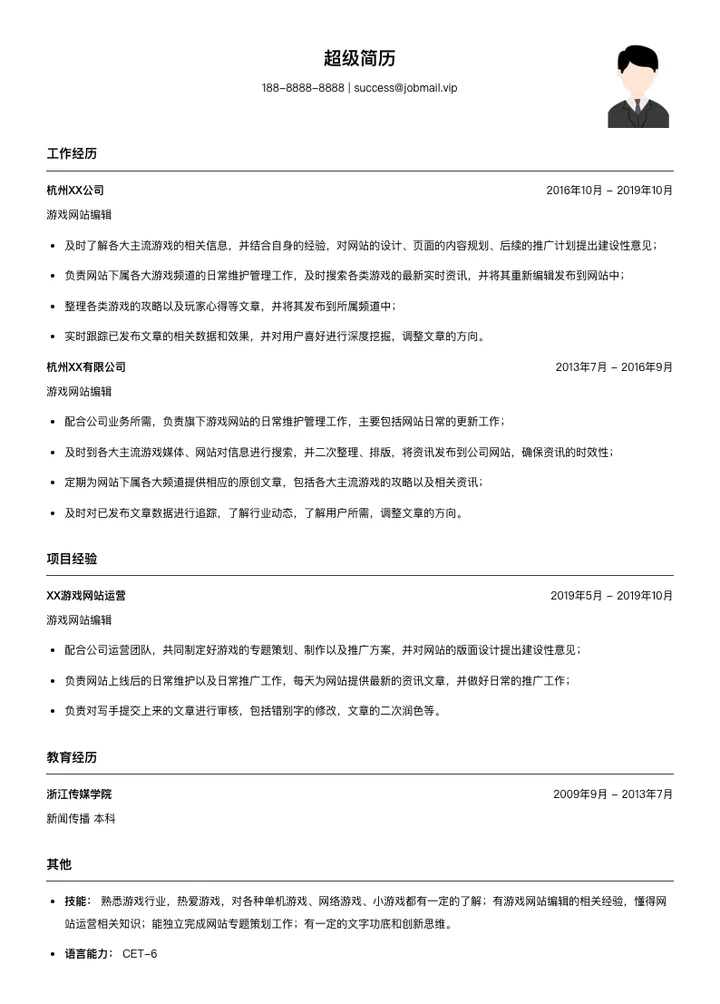 超级简历
188-8888-8888 | success@jobmail.vip
工作经历
杭州XX公司 2016年10月 – 2019年10月
游戏网站编辑
• 及时了解各大主流游戏的相关信息，并结合自身的经验，对网站的设计、页面的内容规划、后续的推广计划提出建设性意见；
• 负责网站下属各大游戏频道的日常维护管理工作，及时搜索各类游戏的最新实时资讯，并将其重新编辑发布到网站中；
• 整理各类游戏的攻略以及玩家心得等文章，并将其发布到所属频道中；
• 实时跟踪已发布文章的相关数据和效果，并对用户喜好进行深度挖掘，调整文章的方向。
杭州XX有限公司 2013年7月 – 2016年9月
游戏网站编辑
• 配合公司业务所需，负责旗下游戏网站的日常维护管理工作，主要包括网站日常的更新工作；
• 及时到各大主流游戏媒体、网站对信息进行搜索，并二次整理、排版，将资讯发布到公司网站，确保资讯的时效性；
• 定期为网站下属各大频道提供相应的原创文章，包括各大主流游戏的攻略以及相关资讯；
• 及时对已发布文章数据进行追踪，了解行业动态，了解用户所需，调整文章的方向。
项目经验
XX游戏网站运营 2019年5月 – 2019年10月
游戏网站编辑
• 配合公司运营团队，共同制定好游戏的专题策划、制作以及推广方案，并对网站的版面设计提出建设性意见；
• 负责网站上线后的日常维护以及日常推广工作，每天为网站提供最新的资讯文章，并做好日常的推广工作；
• 负责对写手提交上来的文章进行审核，包括错别字的修改，文章的二次润色等。
教育经历
浙江传媒学院 2009年9月 – 2013年7月
新闻传播 本科
其他
• 技能： 熟悉游戏行业，热爱游戏，对各种单机游戏、网络游戏、小游戏都有一定的了解；有游戏网站编辑的相关经验，懂得网
站运营相关知识；能独立完成网站专题策划工作；有一定的文字功底和创新思维。
• 语言能力： CET-6